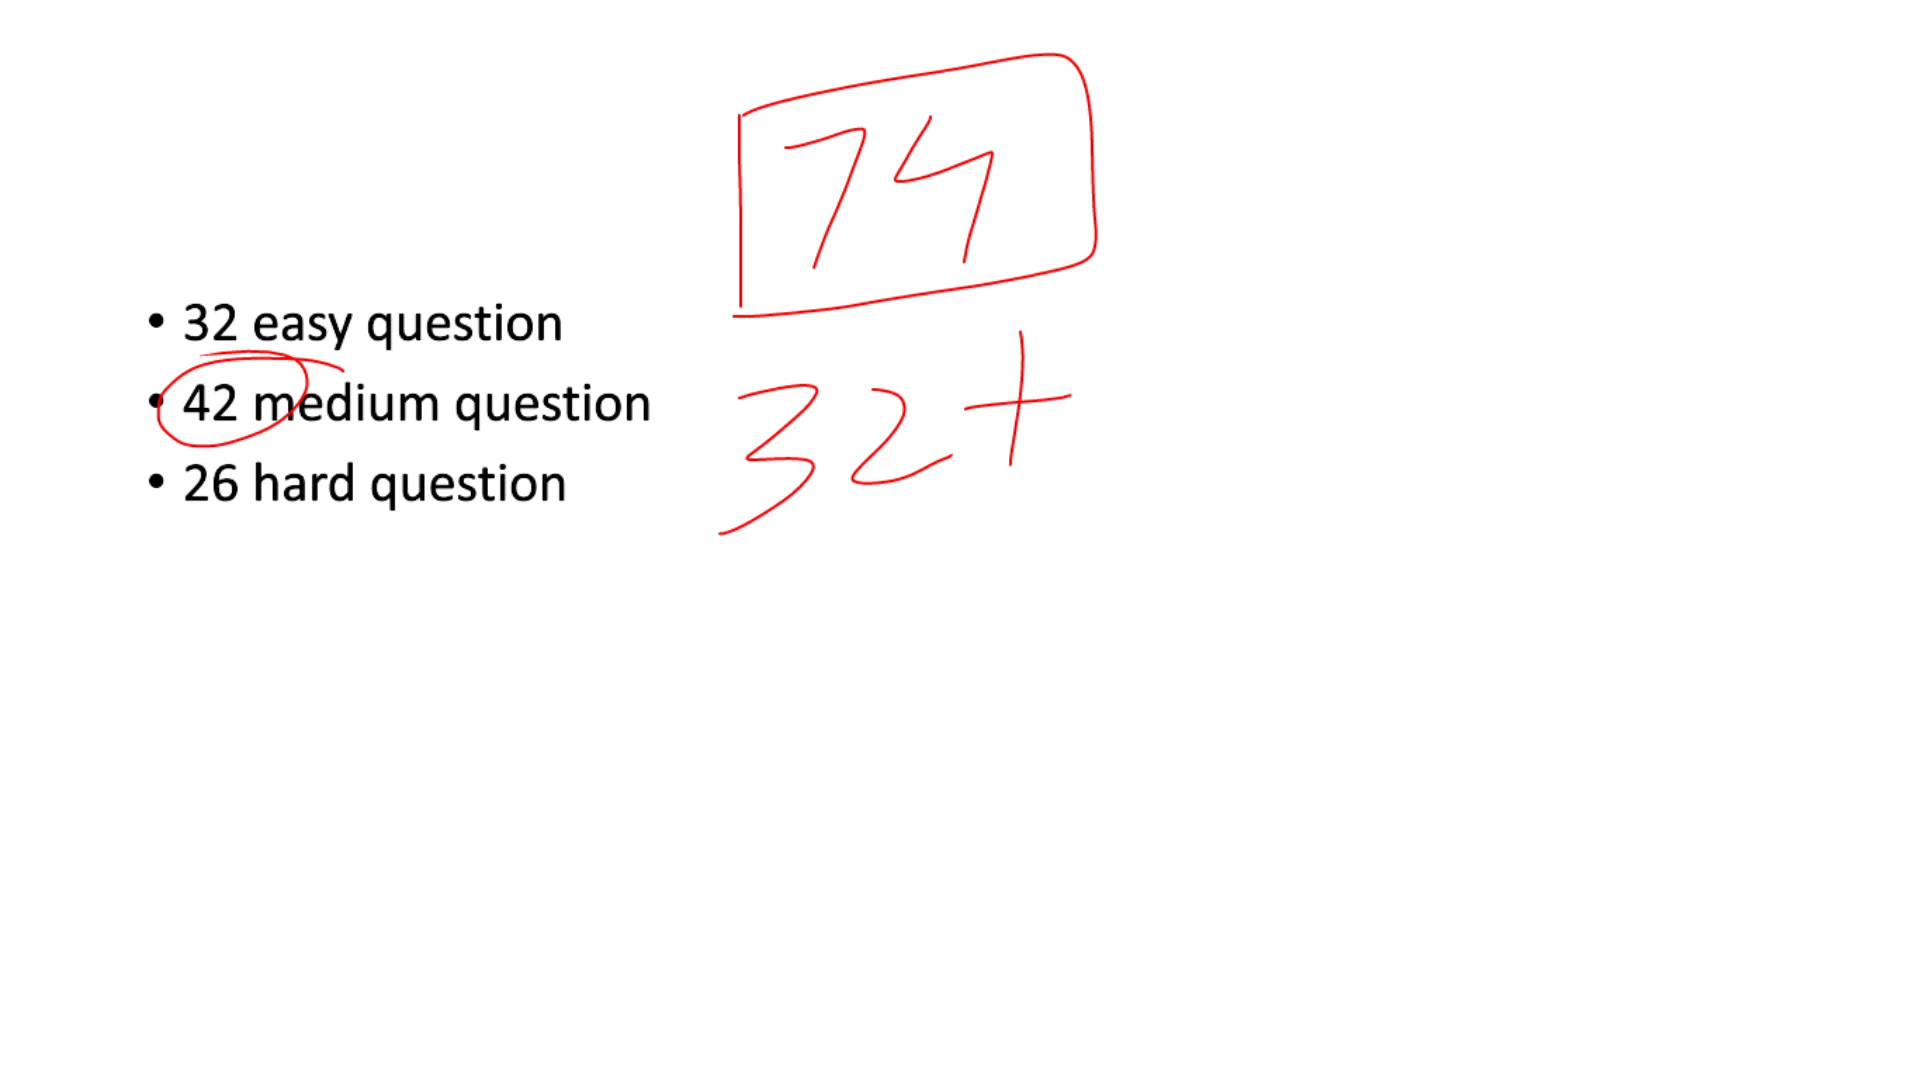 74
• 32 easy question
• 42 medium question
32+
• 26 hard question